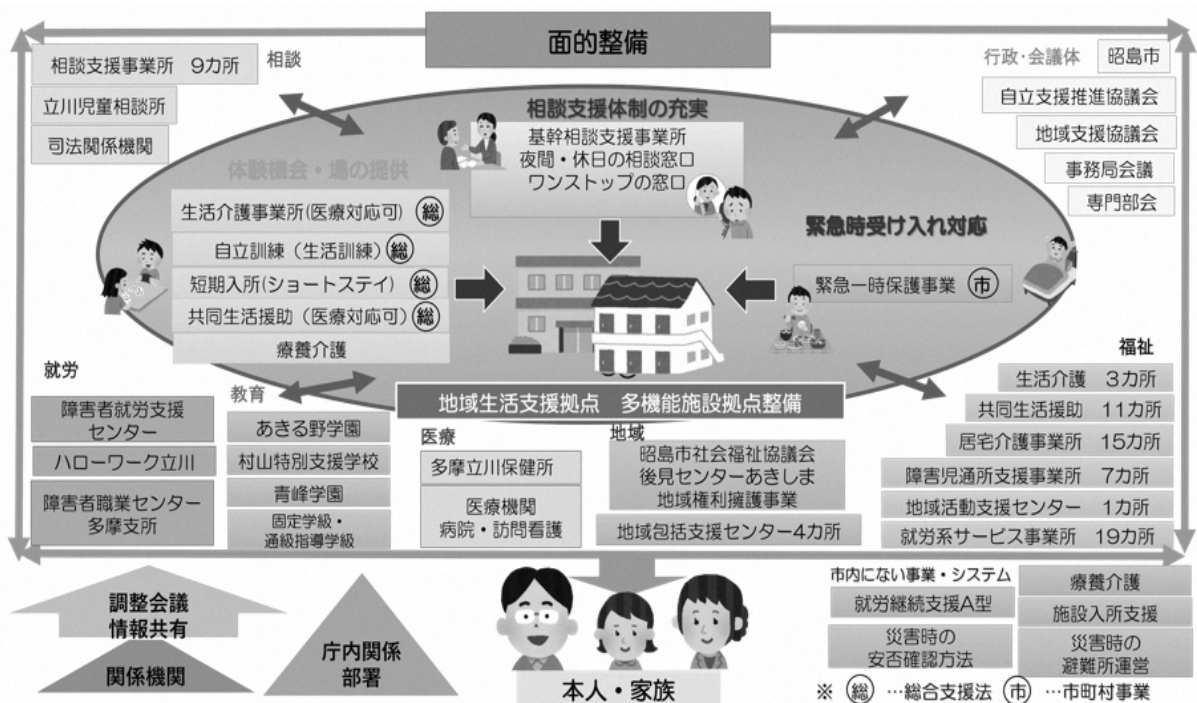 面的整備
相談
相談支援事業所 9カ所
立川児童相談所
司法関係機関
行政・会議体
昭島市
自立支援推進協議会
地域支援協議会
事務局会議
専門部会
相談支援体制の充実
基幹相談支援事業所
夜間・休日の相談窓口
ワンストップの窓口
体験機会・場の提供
生活介護事業所(医療対応可) 総
自立訓練（生活訓練） 総
短期入所(ショートステイ) 総
共同生活援助（医療対応可） 総
療養介護
緊急時受け入れ対応
緊急一時保護事業 市
地域生活支援拠点 多機能施設拠点整備
就労
障害者就労支援
センター
ハローワーク立川
障害者職業センター
多摩支所
教育
あきる野学園
村山特別支援学校
青峰学園
固定学級・
通級指導学級
医療
多摩立川保健所
医療機関
病院・訪問看護
地域
昭島市社会福祉協議会
後見センターあきしま
地域権利擁護事業
地域包括支援センター4カ所
福祉
生活介護 3カ所
共同生活援助 11カ所
居宅介護事業所 15カ所
障害児通所支援事業所 7カ所
地域活動支援センター 1カ所
就労系サービス事業所 19カ所
調整会議
情報共有
関係機関
庁内関係
部署
本人・家族
市内にない事業・システム
就労継続支援A型
災害時の
安否確認方法
療養介護
施設入所支援
災害時の
避難所運営
※ 総 …総合支援法 市 …市町村事業